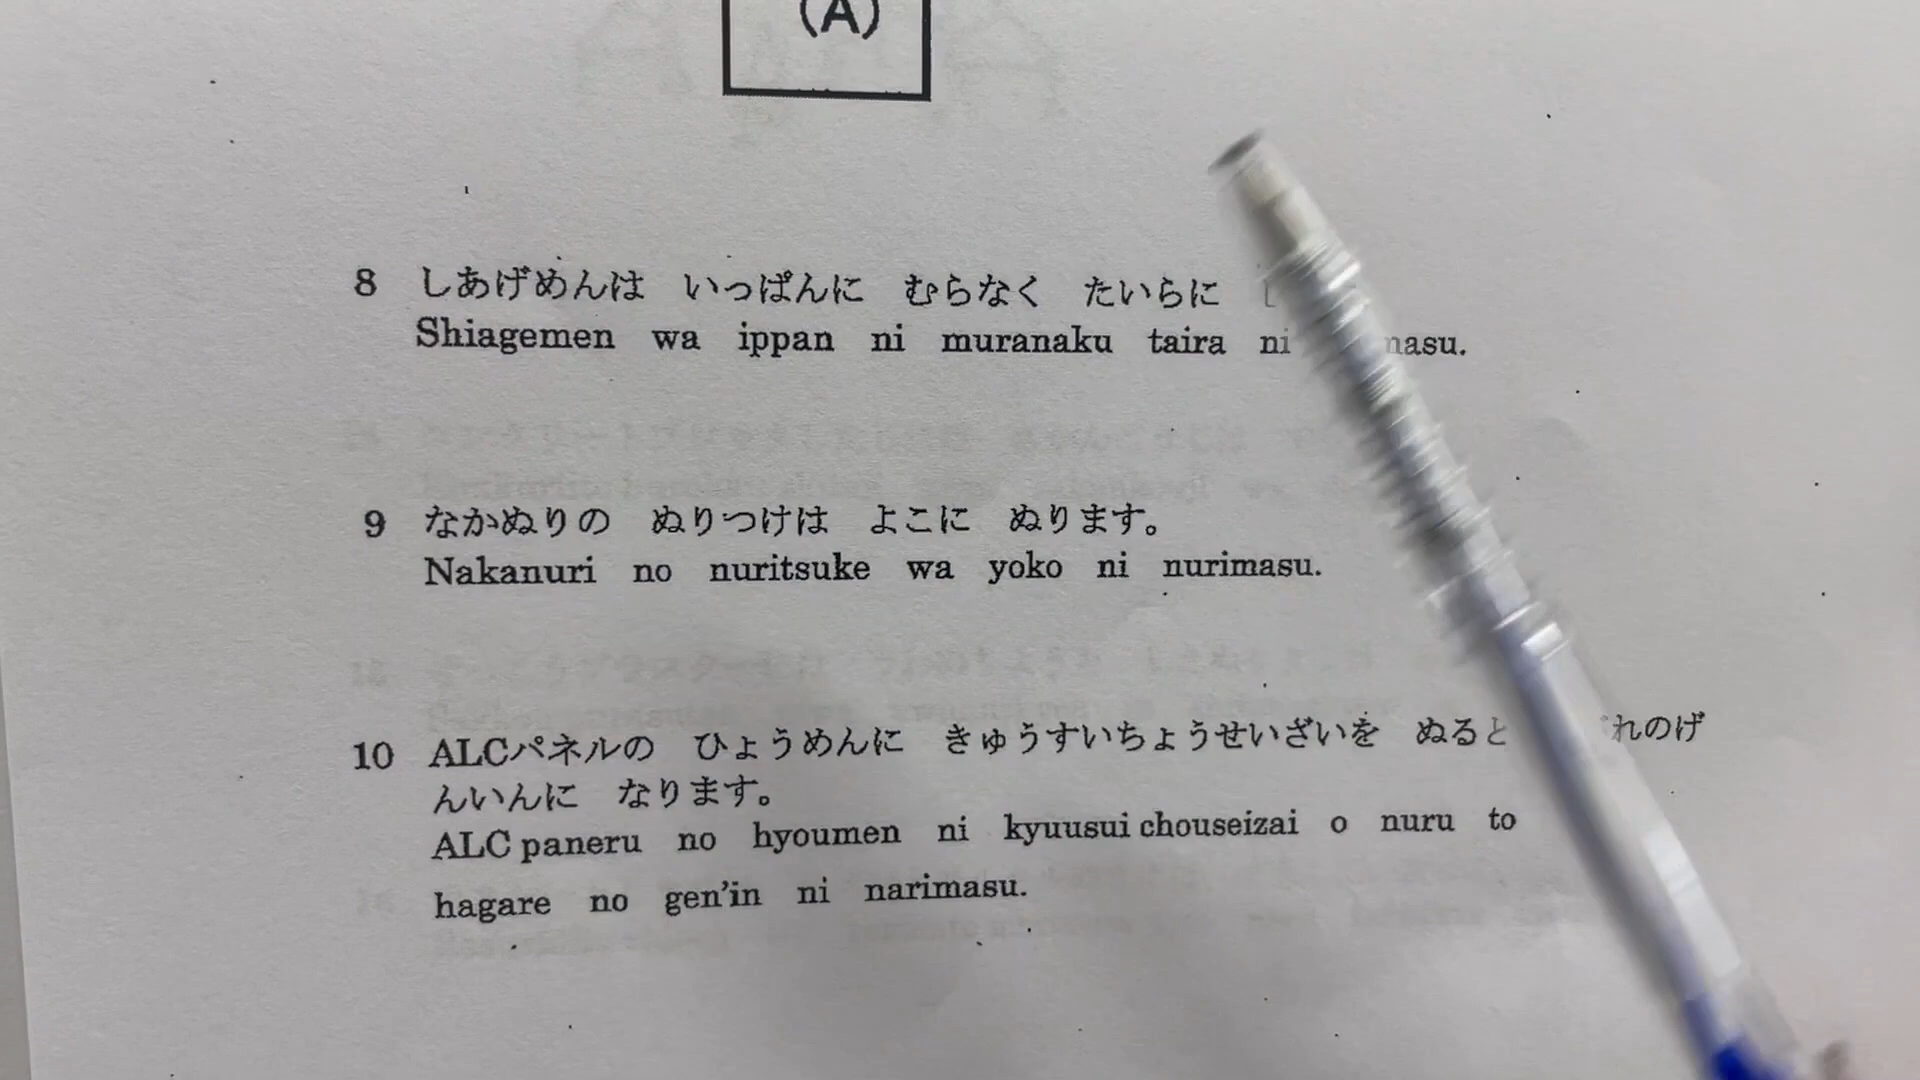 (A)
8 しあげめんは いっぱんに むらなく たいらに
Shiagemen wa ippan ni muranaku taira ni
9 なかぬりの ぬりつけは よこに ぬります。
Nakanuri no nuritsuke wa yoko ni nurimasu.
10 ALCパネルの ひょうめんに きゅうすいちょうせいざいを ぬると れのげ
んいんに なります。
ALC paneru no hyoumen ni kyuusui chouseizai o nuru to
hagare no gen'in ni narimasu.